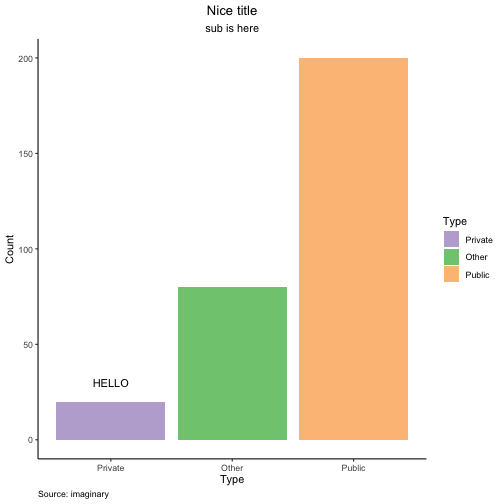 Nice title
sub is here
Count
200
150
100
50
0
HELLO
Private
Other
Public
Type
Type
Private
Other
Public
Source: imaginary